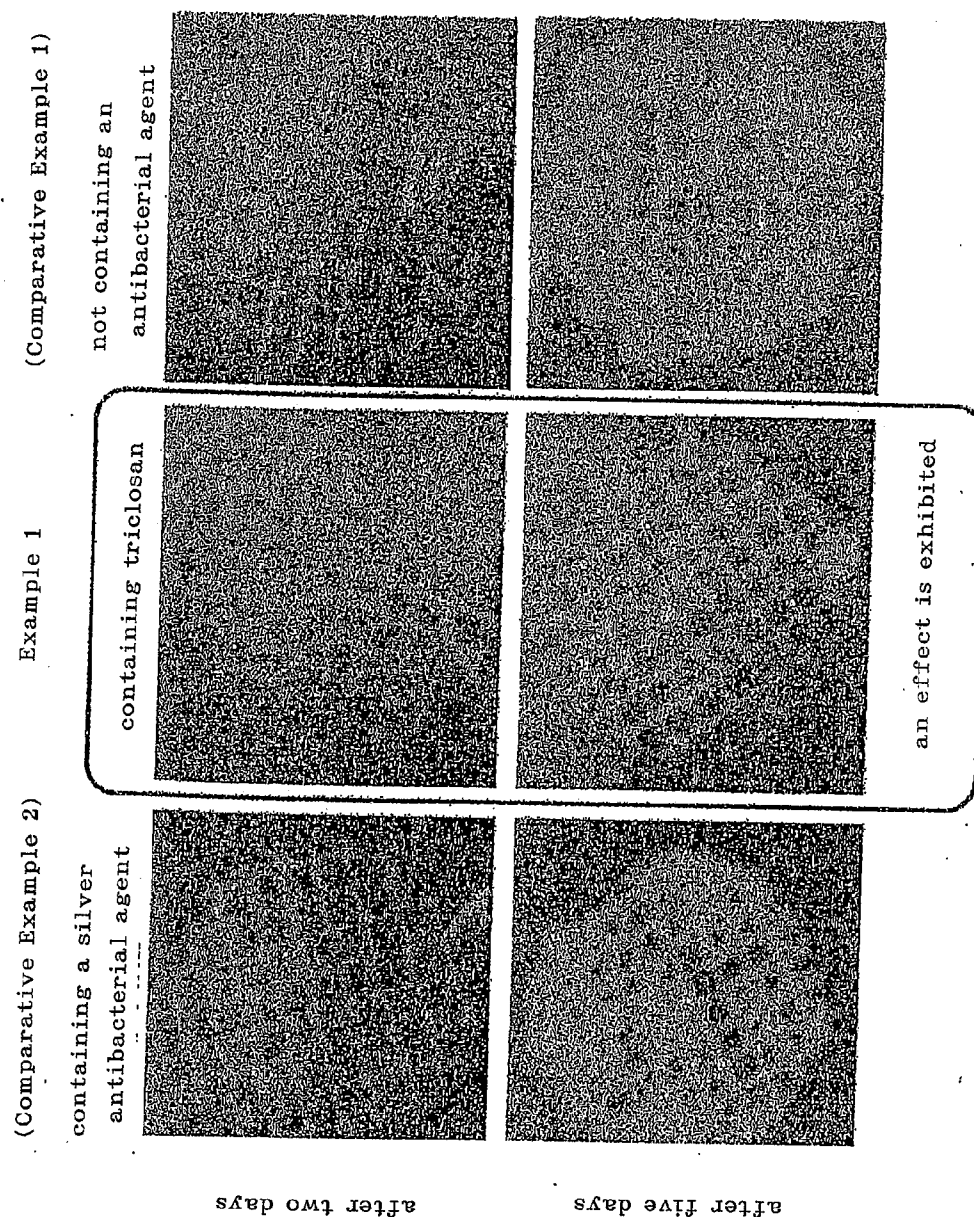 (Comparative Example 2)
containing a silver
antibacterial agent
Example 1
containing triclosan
(Comparative Example 1)
not containing an
antibacterial agent
after two days
after five days
an effect is exhibited